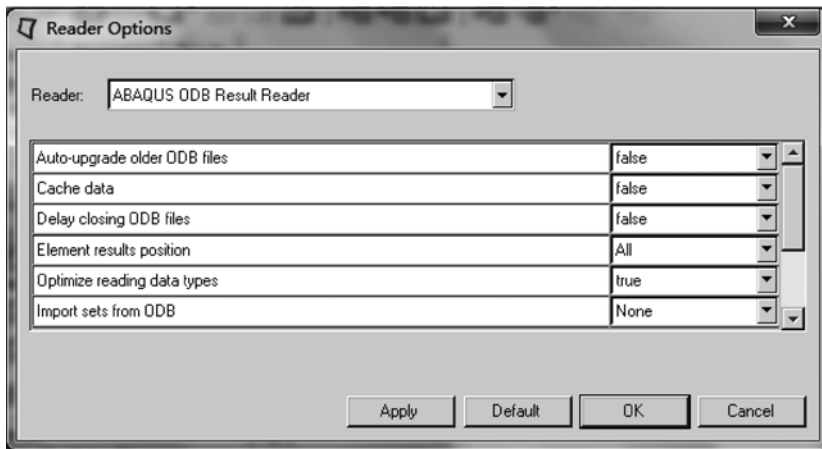 Reader Options
Reader: ABAQUS ODB Result Reader
Auto-upgrade older ODB files false
Cache data false
Delay closing ODB files false
Element results position All
Optimize reading data types true
Import sets from ODB None
Apply Default OK Cancel